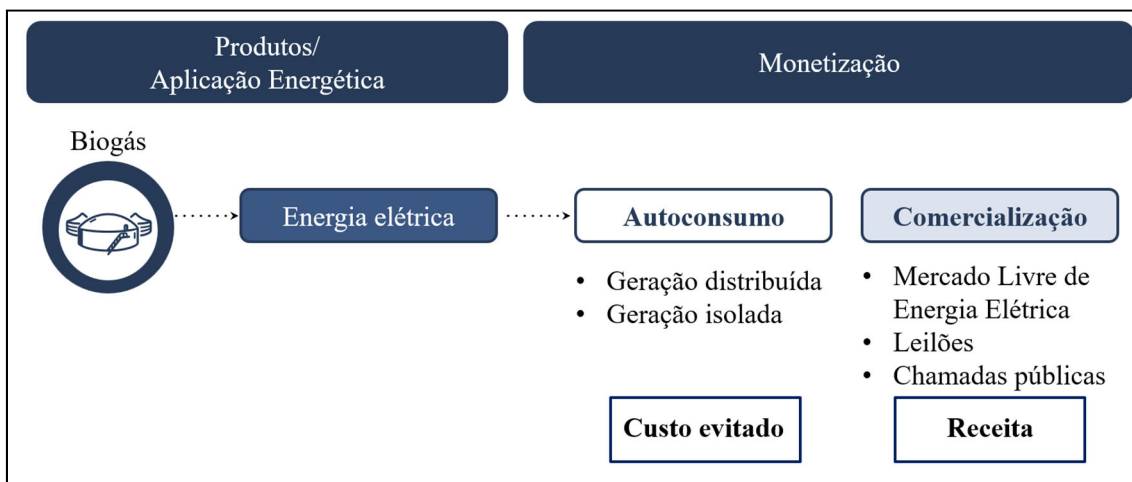 Produtos/
Aplicação Energética
Monetização
Biogás
Energia elétrica
Autoconsumo
Comercialização
• Geração distribuída
• Geração isolada
• Mercado Livre de
Energia Elétrica
• Leilões
• Chamadas públicas
Custo evitado
Receita